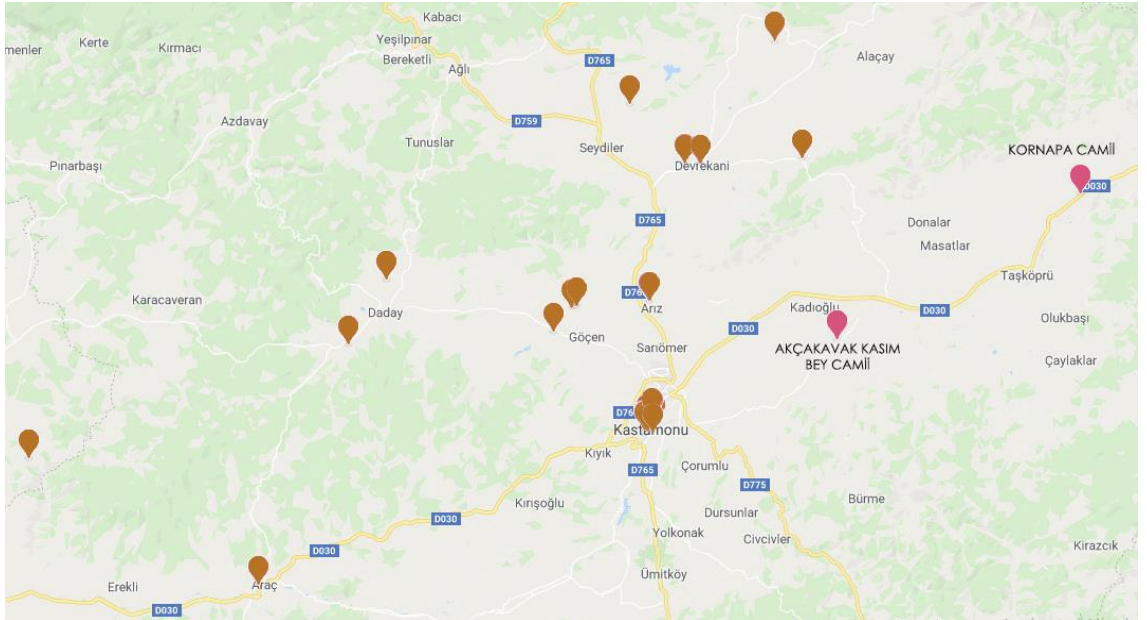 Kabacı
menler
Kerte
Kırmacı
Yeşilpınar
Bereketli
Ağlı
D765
Alaçay
Azdavay
D759
Tunuslar
Seydiler
Pınarbaşı
Devrekani
KORNAPA CAMİİ
D030
D765
Donalar
Masatlar
Taşköprü
Karacaveran
Daday
D76
Arız
Kadıoğlu
D030
Olukbaşı
Göçen
D030
Sarıömer
AKÇAKAVAK KASIM
BEY CAMİİ
Çaylaklar
D76
Kastamonu
Kıyık
D765
Çorumlu
D775
Kırışoğlu
Bürme
Dursunlar
D030
Yolkonak
Civcivler
Kirazcık
D030
Ümitköy
Erekli
Araç
D030